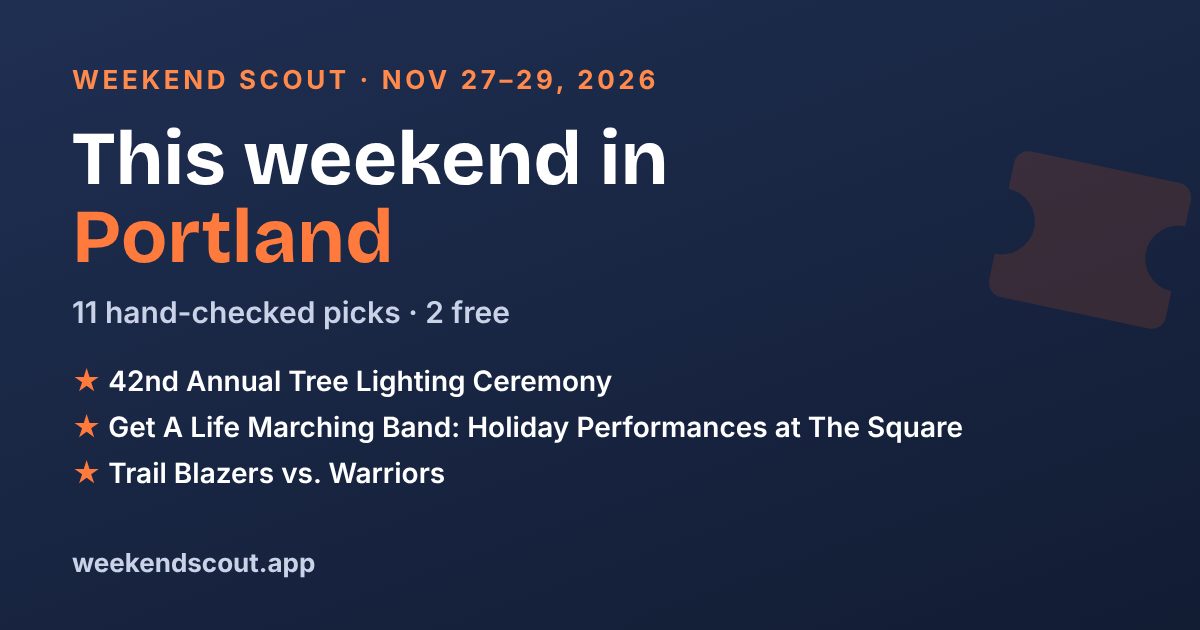 WEEKEND SCOUT · NOV 27–29, 2026
This weekend in
Portland
11 hand-checked picks · 2 free
★ 42nd Annual Tree Lighting Ceremony
★ Get A Life Marching Band: Holiday Performances at The Square
★ Trail Blazers vs. Warriors
weekendscout.app